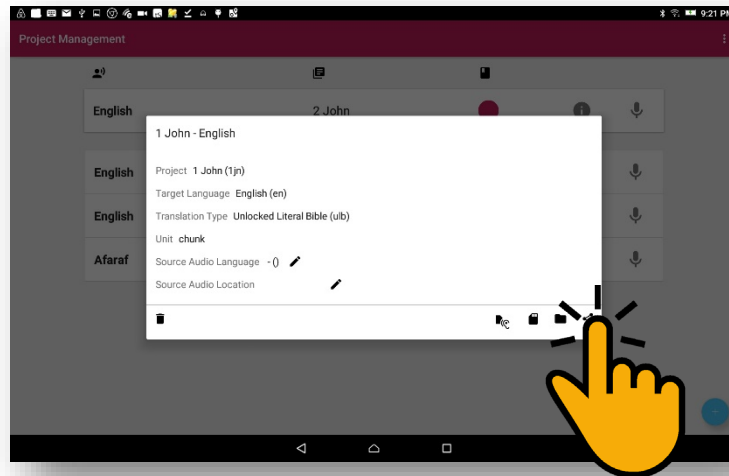 9:21 PM
Project Management
English 2 John
1 John - English
Project 1 John (1jn)
English
Target Language English (en)
English
Translation Type Unlocked Literal Bible (ulb)
Unit chunk
Afaraf
Source Audio Language - ()
Source Audio Location